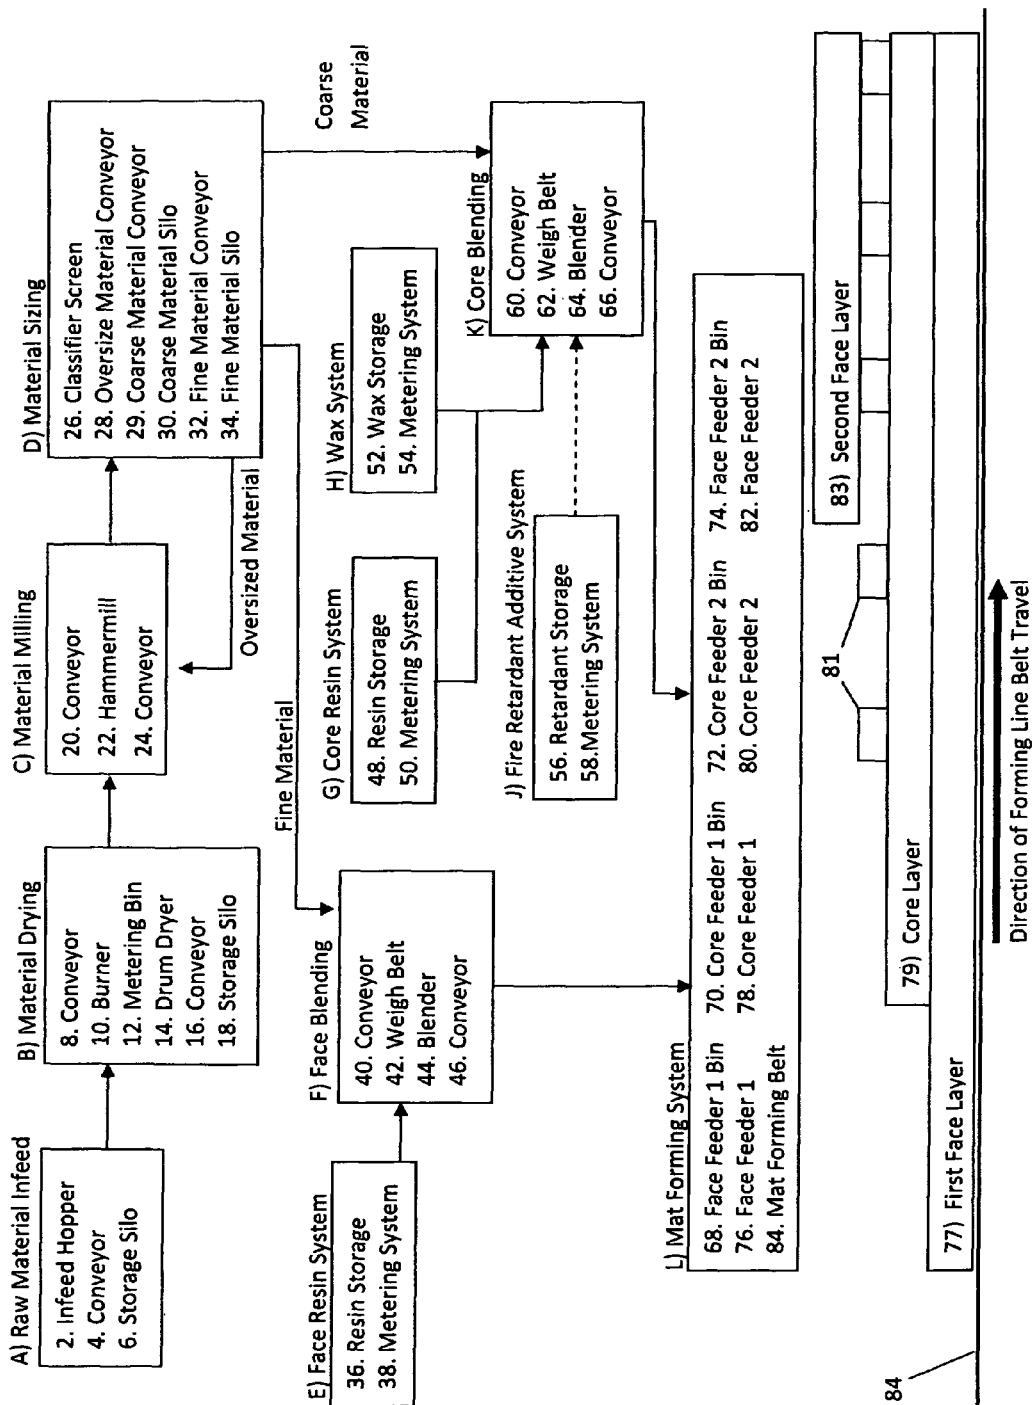 A) Raw Material Infeed
2. Infeed Hopper
4. Conveyor
6. Storage Silo
B) Material Drying
8. Conveyor
10. Burner
12. Metering Bin
14. Drum Dryer
16. Conveyor
18. Storage Silo
C) Material Milling
20. Conveyor
22. Hammermill
24. Conveyor
Oversized Material
D) Material Sizing
26. Classifier Screen
28. Oversize Material Conveyor
29. Coarse Material Conveyor
30. Coarse Material Silo
32. Fine Material Conveyor
34. Fine Material Silo
Coarse
Material
Fine Material
E) Face Resin System
36. Resin Storage
38. Metering System
F) Face Blending
40. Conveyor
42. Weigh Belt
44. Blender
46. Conveyor
G) Core Resin System
48. Resin Storage
50. Metering System
H) Wax System
52. Wax Storage
54. Metering System
J) Fire Retardant Additive System
56. Retardant Storage
58.Metering System
K) Core Blending
60. Conveyor
62. Weigh Belt
64. Blender
66. Conveyor
L) Mat Forming System
68. Face Feeder 1 Bin 70. Core Feeder 1 Bin 72. Core Feeder 2 Bin 74. Face Feeder 2 Bin
76. Face Feeder 1 78. Core Feeder 1 80. Core Feeder 2 82. Face Feeder 2
84. Mat Forming Belt
81
83) Second Face Layer
79) Core Layer
77) First Face Layer
84
Direction of Forming Line Belt Travel